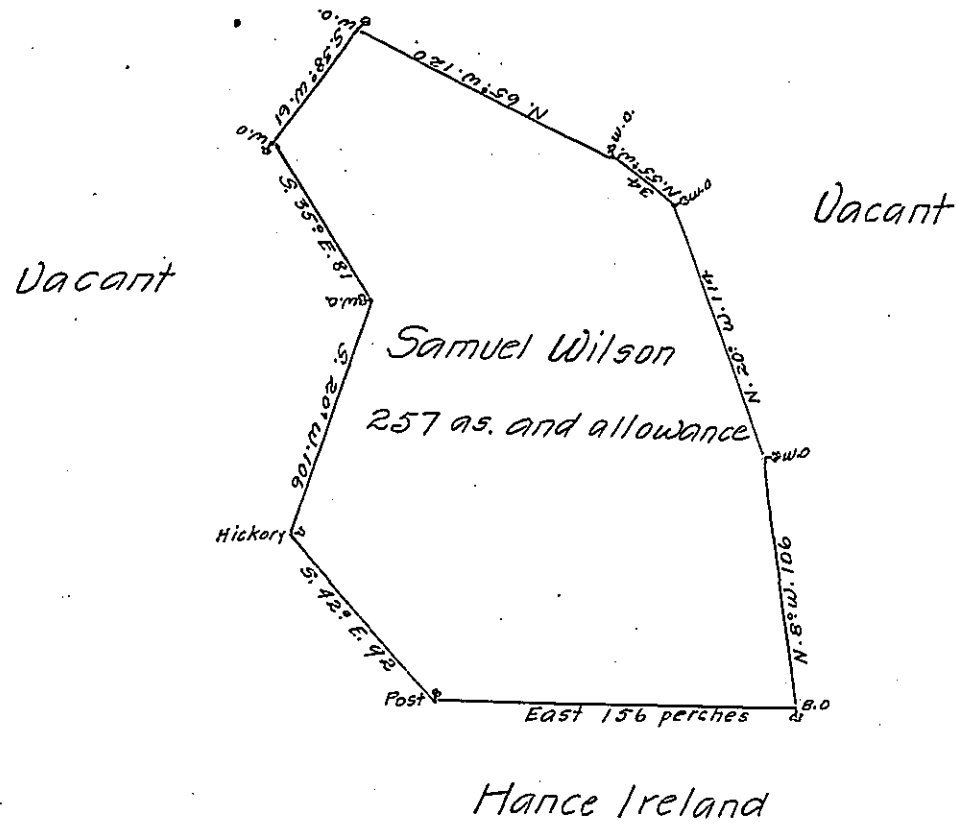 W.O.
S. 38° W. 61
N. 65° W. 120
W.O
W.O.
N. 55° W.
34
W.O
Vacant
S. 35° E. 81
Vacant
W.O.
N. 20° W. 114
Samuel Wilson
S. 20° W. 106
257 as. and allowance
W.O
Hickory
N. 8° W. 106
S. 42° E. 92
Post
B.O
East 156 perches
Hance Ireland